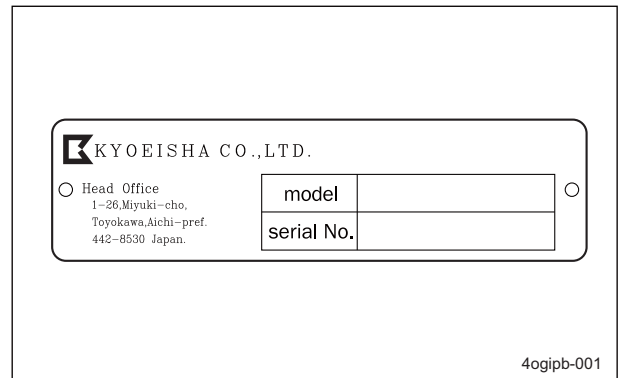 KYOEISHA CO.,LTD.
Head Office
1-26,Miyuki-cho,
Toyokawa,Aichi-pref.
442-8530 Japan.
model
serial No.
4ogipb-001